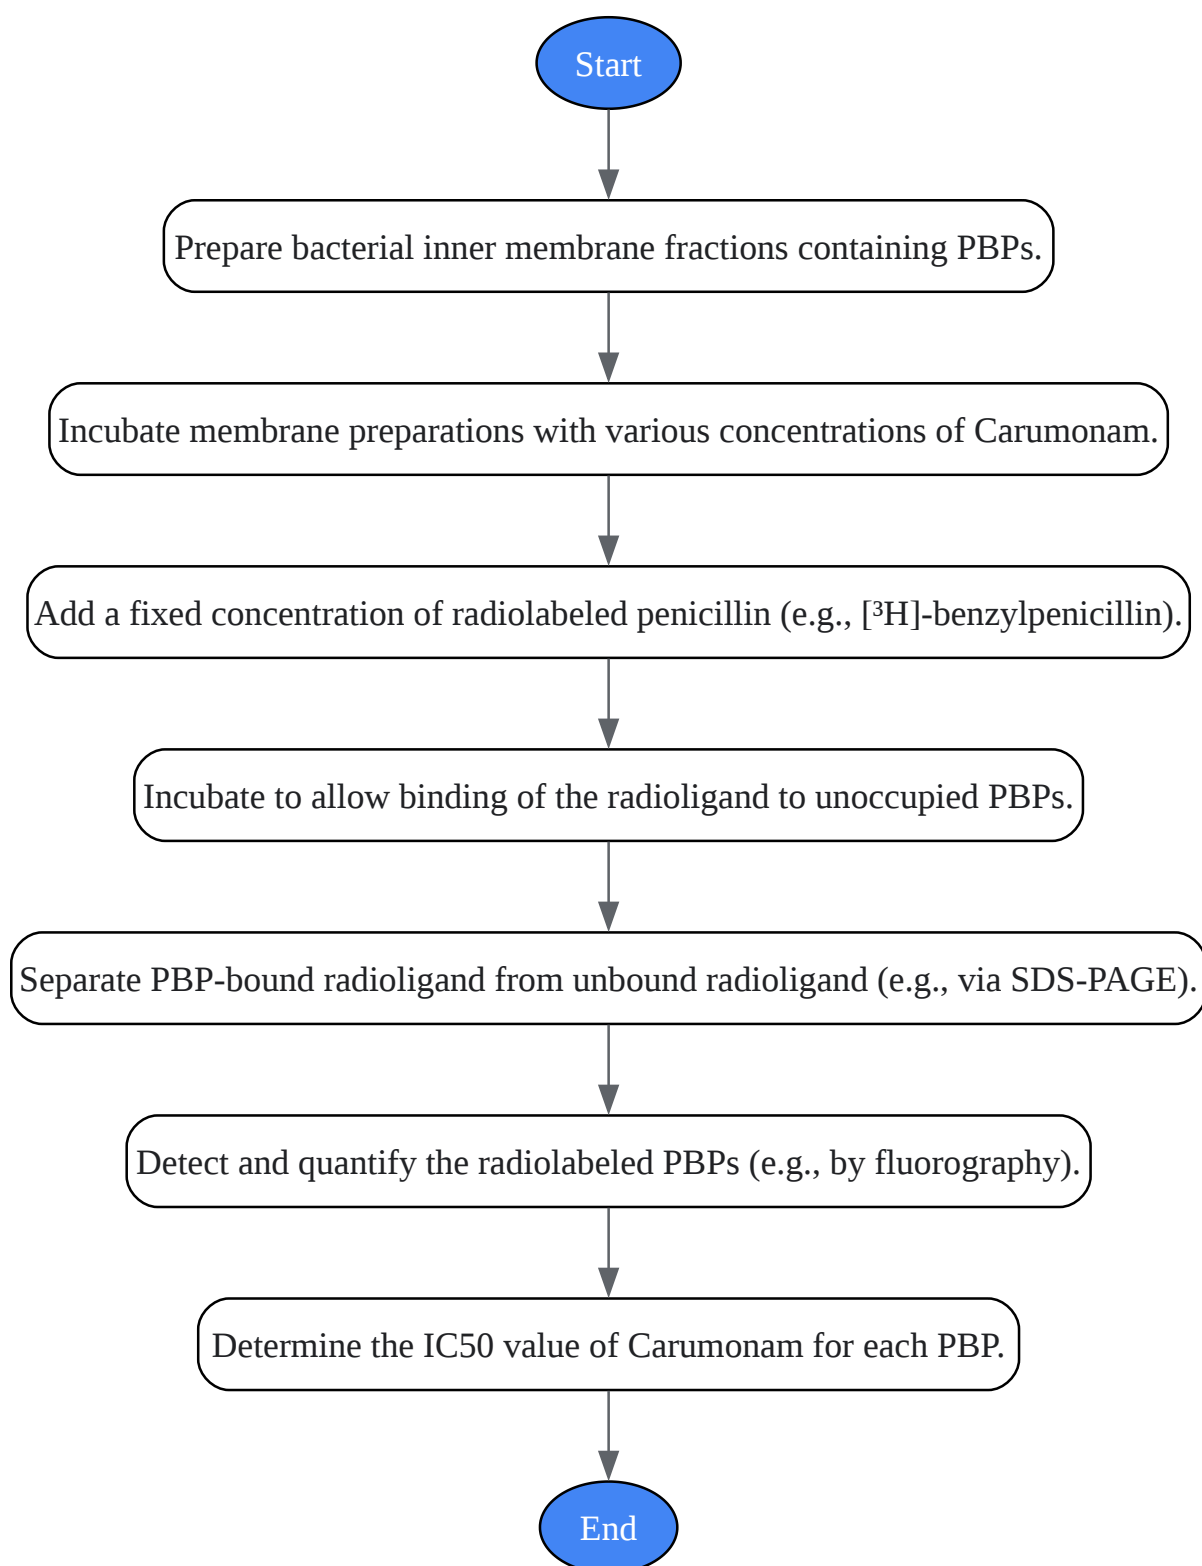 Start
Prepare bacterial inner membrane fractions containing PBPs.
Incubate membrane preparations with various concentrations of Carumonam.
Add a fixed concentration of radiolabeled penicillin (e.g., [³H]-benzylpenicillin).
Incubate to allow binding of the radioligand to unoccupied PBPs.
Separate PBP-bound radioligand from unbound radioligand (e.g., via SDS-PAGE).
Detect and quantify the radiolabeled PBPs (e.g., by fluorography).
Determine the IC50 value of Carumonam for each PBP.
End